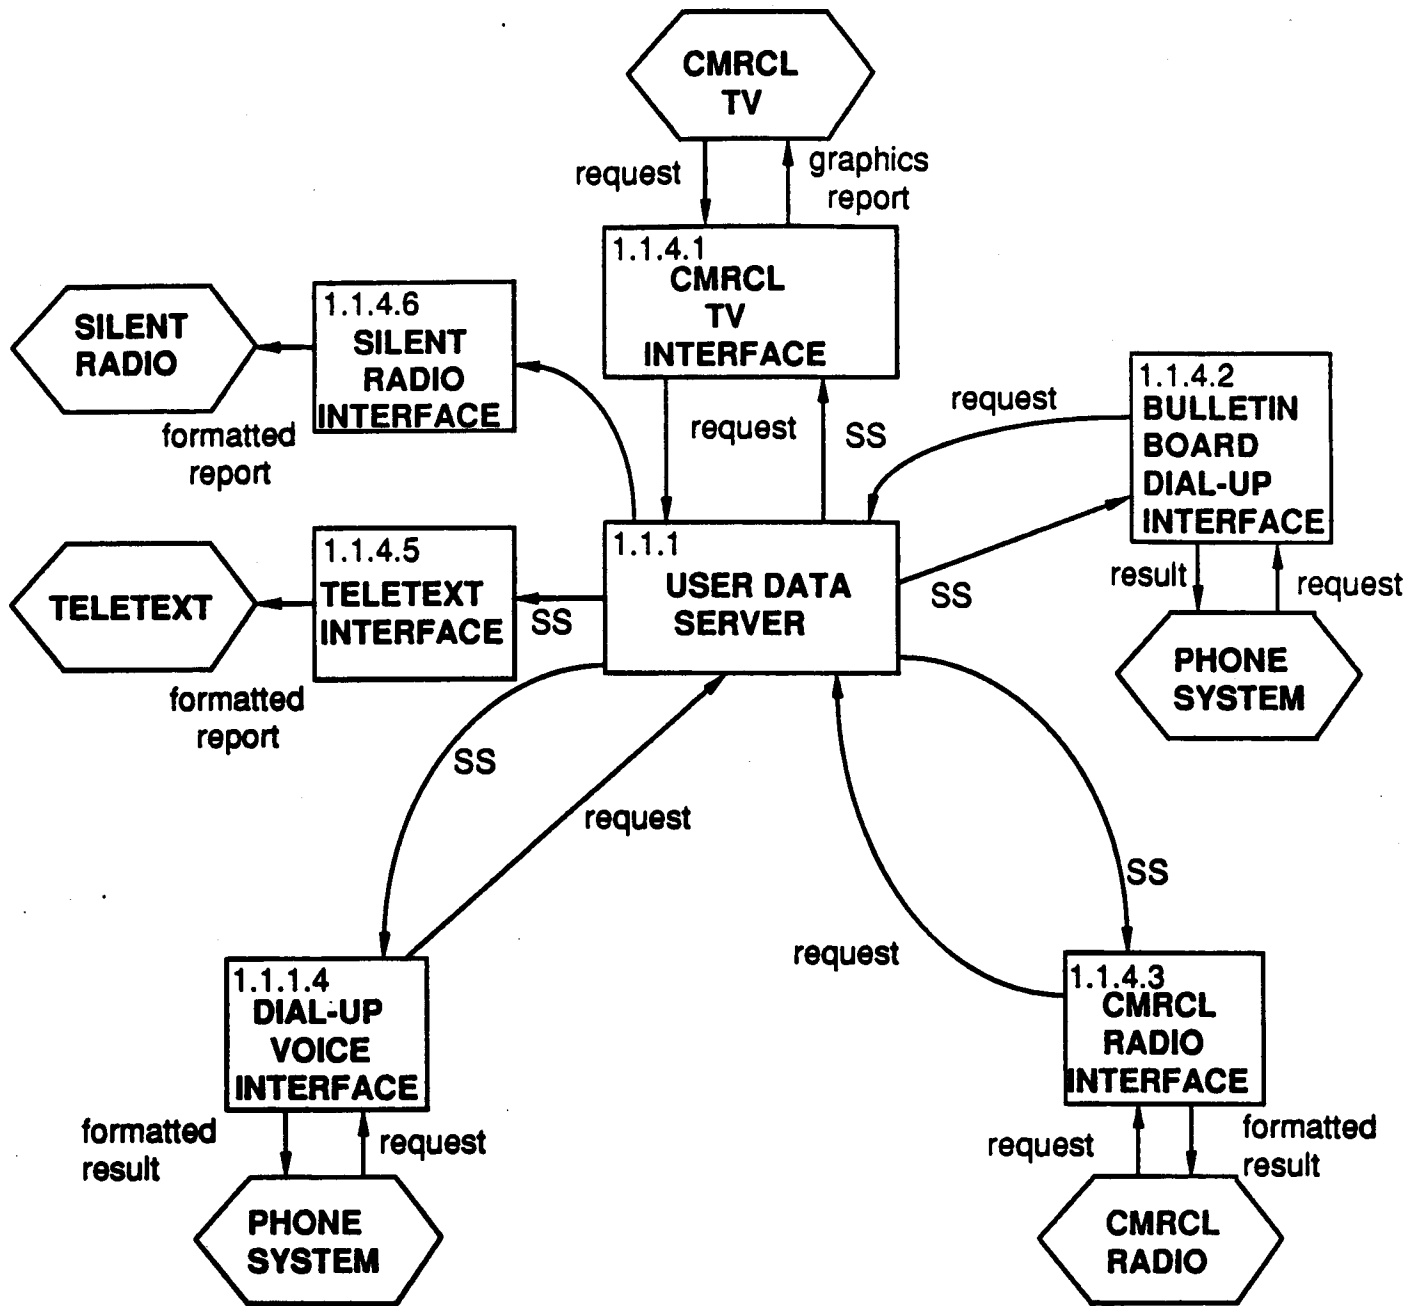 CMRCL
TV
request
graphics
report
1.1.4.1
CMRCL
TV
INTERFACE
SILENT
RADIO
1.1.4.6
SILENT
RADIO
INTERFACE
formatted
report
request
SS
request
1.1.4.2
BULLETIN
BOARD
DIAL-UP
INTERFACE
result
request
PHONE
SYSTEM
TELETEXT
1.1.4.5
TELETEXT
INTERFACE
formatted
report
SS
1.1.1
USER DATA
SERVER
SS
SS
request
SS
request
1.1.1.4
DIAL-UP
VOICE
INTERFACE
formatted
result
request
PHONE
SYSTEM
1.1.4.3
CMRCL
RADIO
INTERFACE
request
formatted
result
CMRCL
RADIO